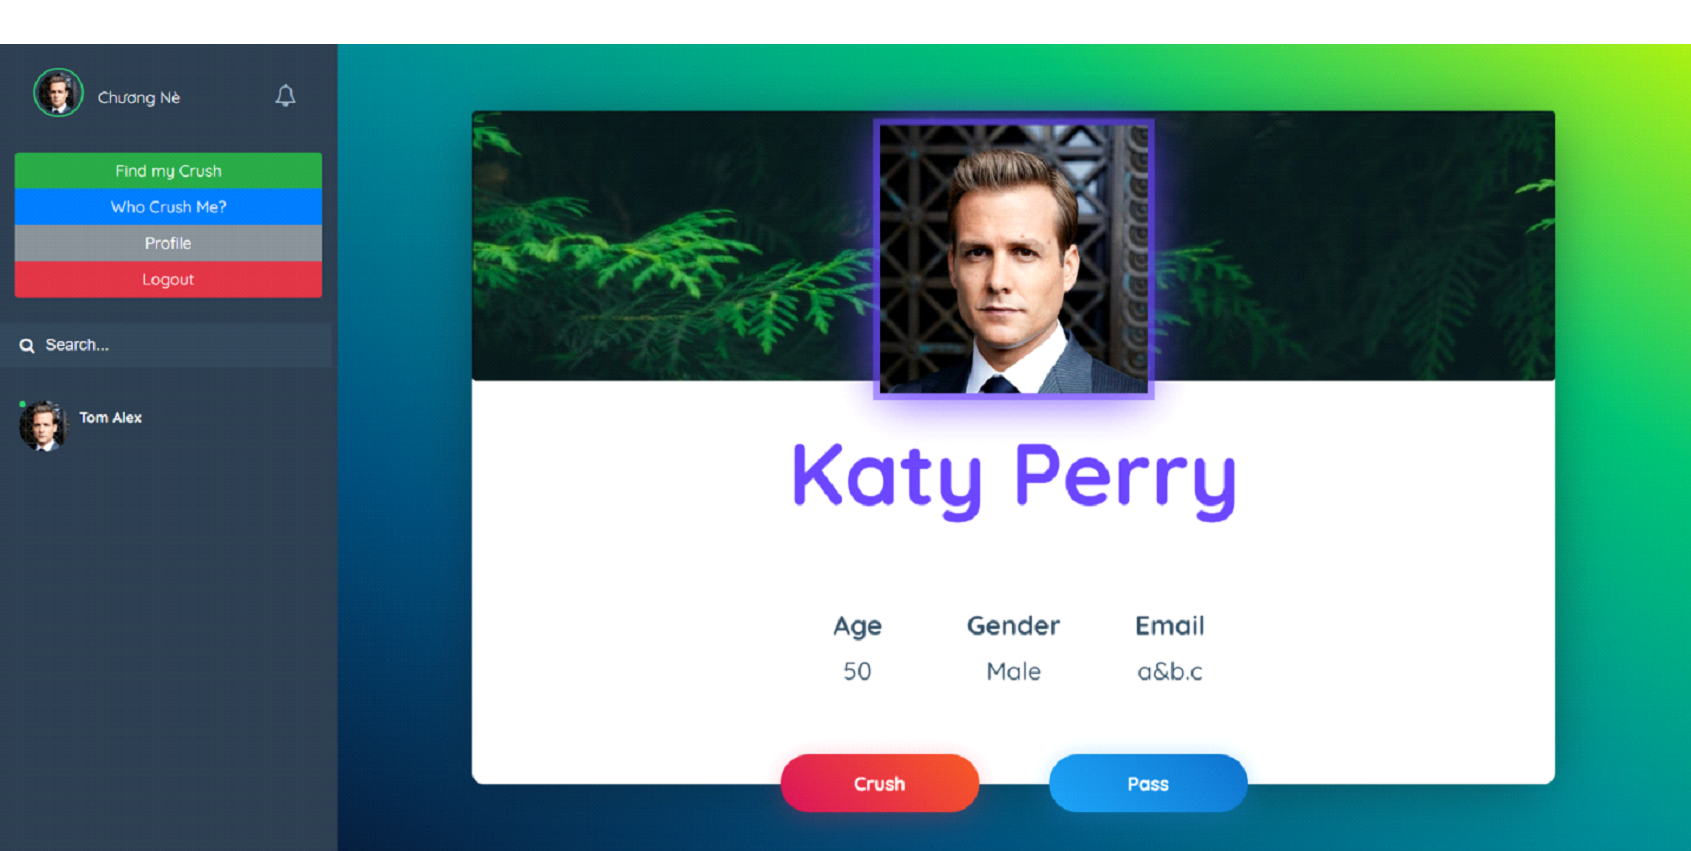 Chương Nè
Find my Crush
Who Crush Me?
Profile
Logout
Search...
Tom Alex
Katy Perry
Age Gender Email
50 Male a&b.c
Crush Pass